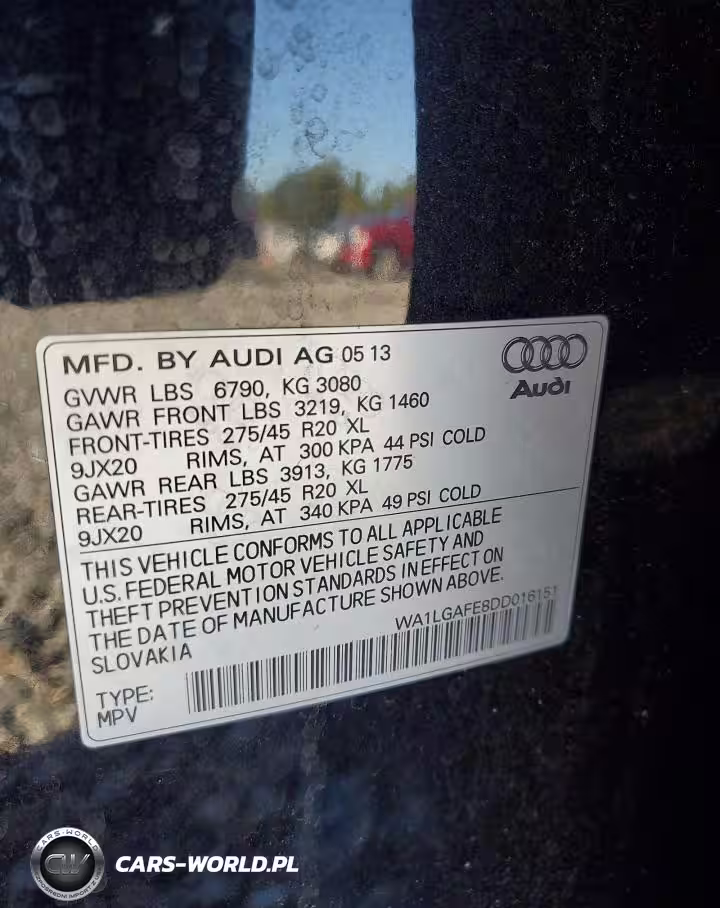 MFD. BY AUDI AG 05 13
Audi
GVWR LBS 6790, KG 3080
GAWR FRONT LBS 3219, KG 1460
FRONT-TIRES 275/45 R20 XL
9JX20 RIMS, AT 300 KPA 44 PSI COLD
GAWR REAR LBS 3913, KG 1775
REAR-TIRES 275/45 R20 XL
9JX20 RIMS, AT 340 KPA 49 PSI COLD
THIS VEHICLE CONFORMS TO ALL APPLICABLE
U.S. FEDERAL MOTOR VEHICLE SAFETY AND
THEFT PREVENTION STANDARDS IN EFFECT ON
THE DATE OF MANUFACTURE SHOWN ABOVE.
SLOVAKIA
WA1LGAFE8DD016151
TYPE:
MPV
CARS-WORLD
CW
CARS-WORLD.PL